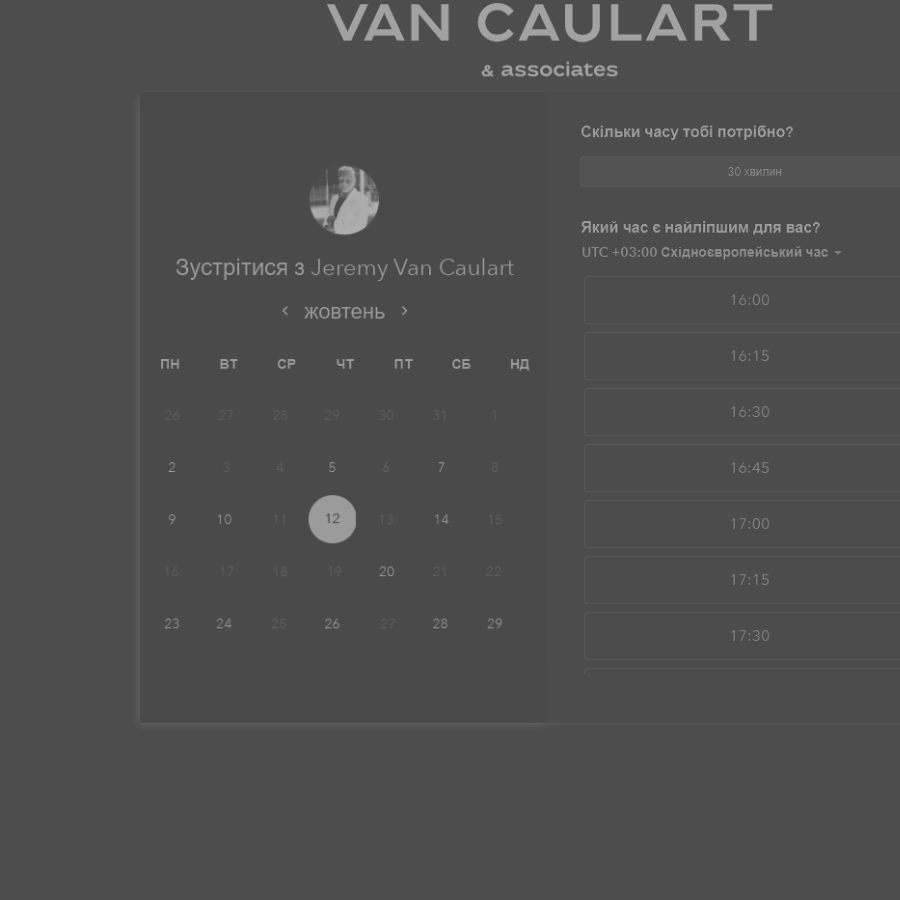 VAN CAULART
& associates
Зустрітися з Jeremy Van Caulart
жовтень
ПН ВТ СР ЧТ ПТ СБ НД
26 27 28 29 30 31 1
2 3 4 5 6 7 8
9 10 11 12 13 14 15
16 17 18 19 20 21 22
23 24 25 26 27 28 29
Скільки часу тобі потрібно?
30 хвилин
Який час є найліпшим для вас?
UTC +03:00 Східноєвропейський час
16:00
16:15
16:30
16:45
17:00
17:15
17:30